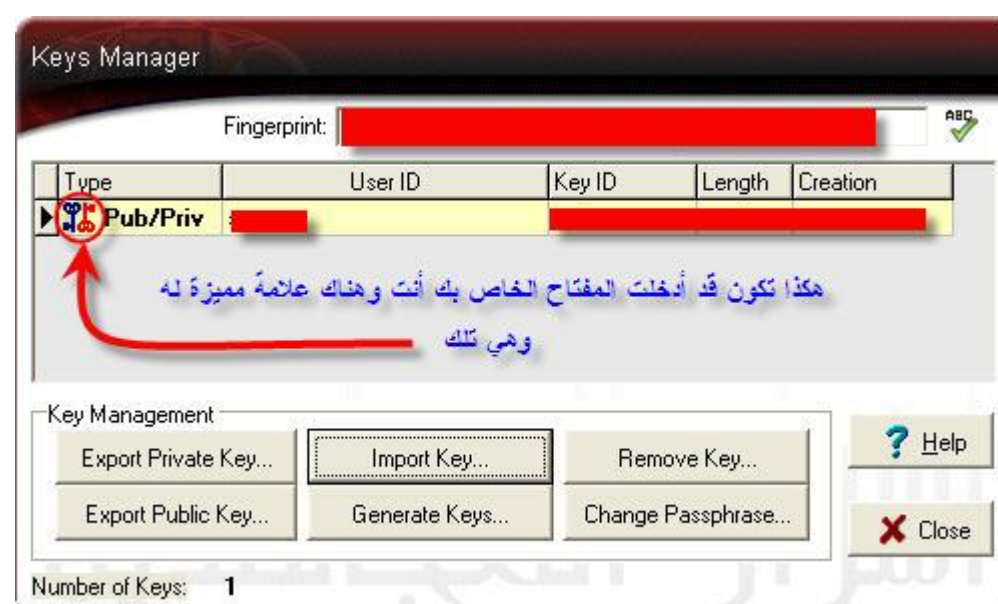 Keys Manager
Fingerprint:
ABC
Type User ID Key ID Length Creation
Pub/Priv
هكذا تكون قد أدخلت المفتاح الخاص بك أنت وهناك علامة مميزة له
وهي تلك
Key Management
Export Private Key... Import Key... Remove Key... Help
Export Public Key... Generate Keys... Change Passphrase... Close
Number of Keys: 1